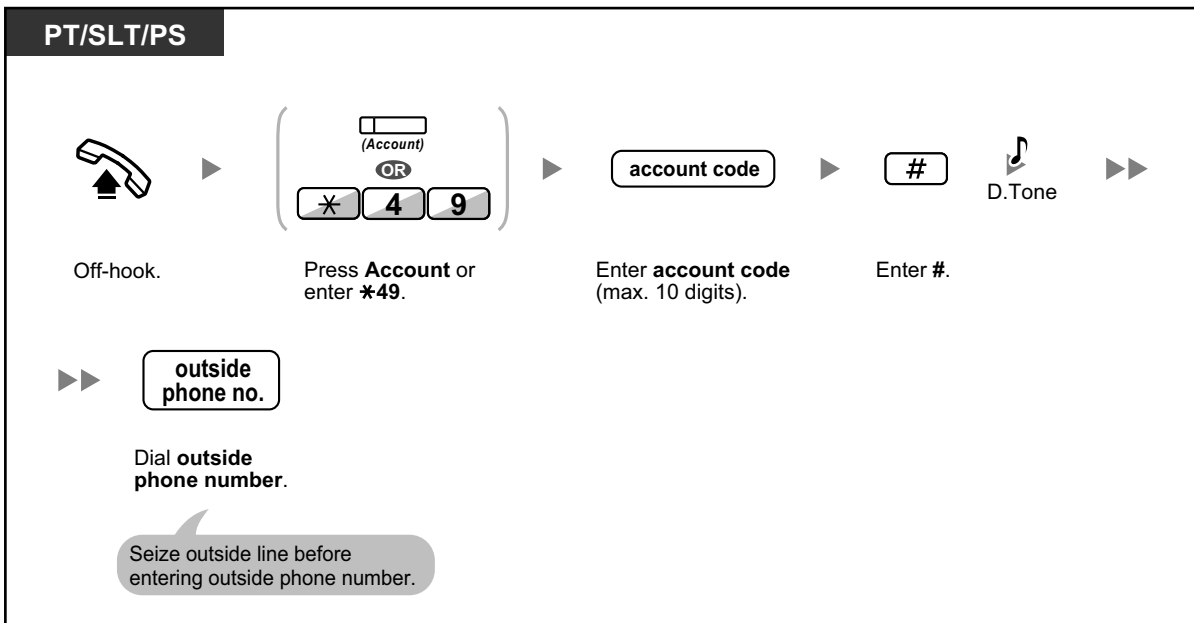 PT/SLT/PS
(Account)
OR
* 4 9
account code
#
D.Tone
Off-hook.
Press Account or
enter *49.
Enter account code
(max. 10 digits).
Enter #.
outside
phone no.
Dial outside
phone number.
Seize outside line before
entering outside phone number.